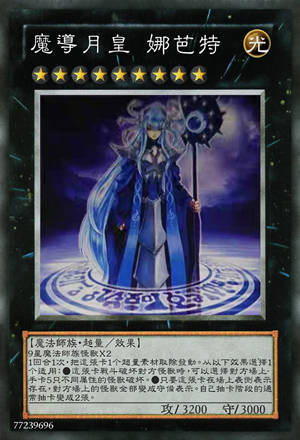 魔導月皇 娜芭特
光
【魔法師族·超量／效果】
9星魔法師族怪獸X2
1回合1次，把這張卡1個超量素材取除發動。從以下效果選擇1
個適用：●這張卡戰鬥破壞對方怪獸時，可以選擇對方場上·
手卡5只不同屬性的怪獸破壞。●只要這張卡在場上表側表示
存在，對方場上的怪獸全部變成守備表示。自己抽卡階段的通
常抽卡變成2張。
攻/3200 守/3000
77239696